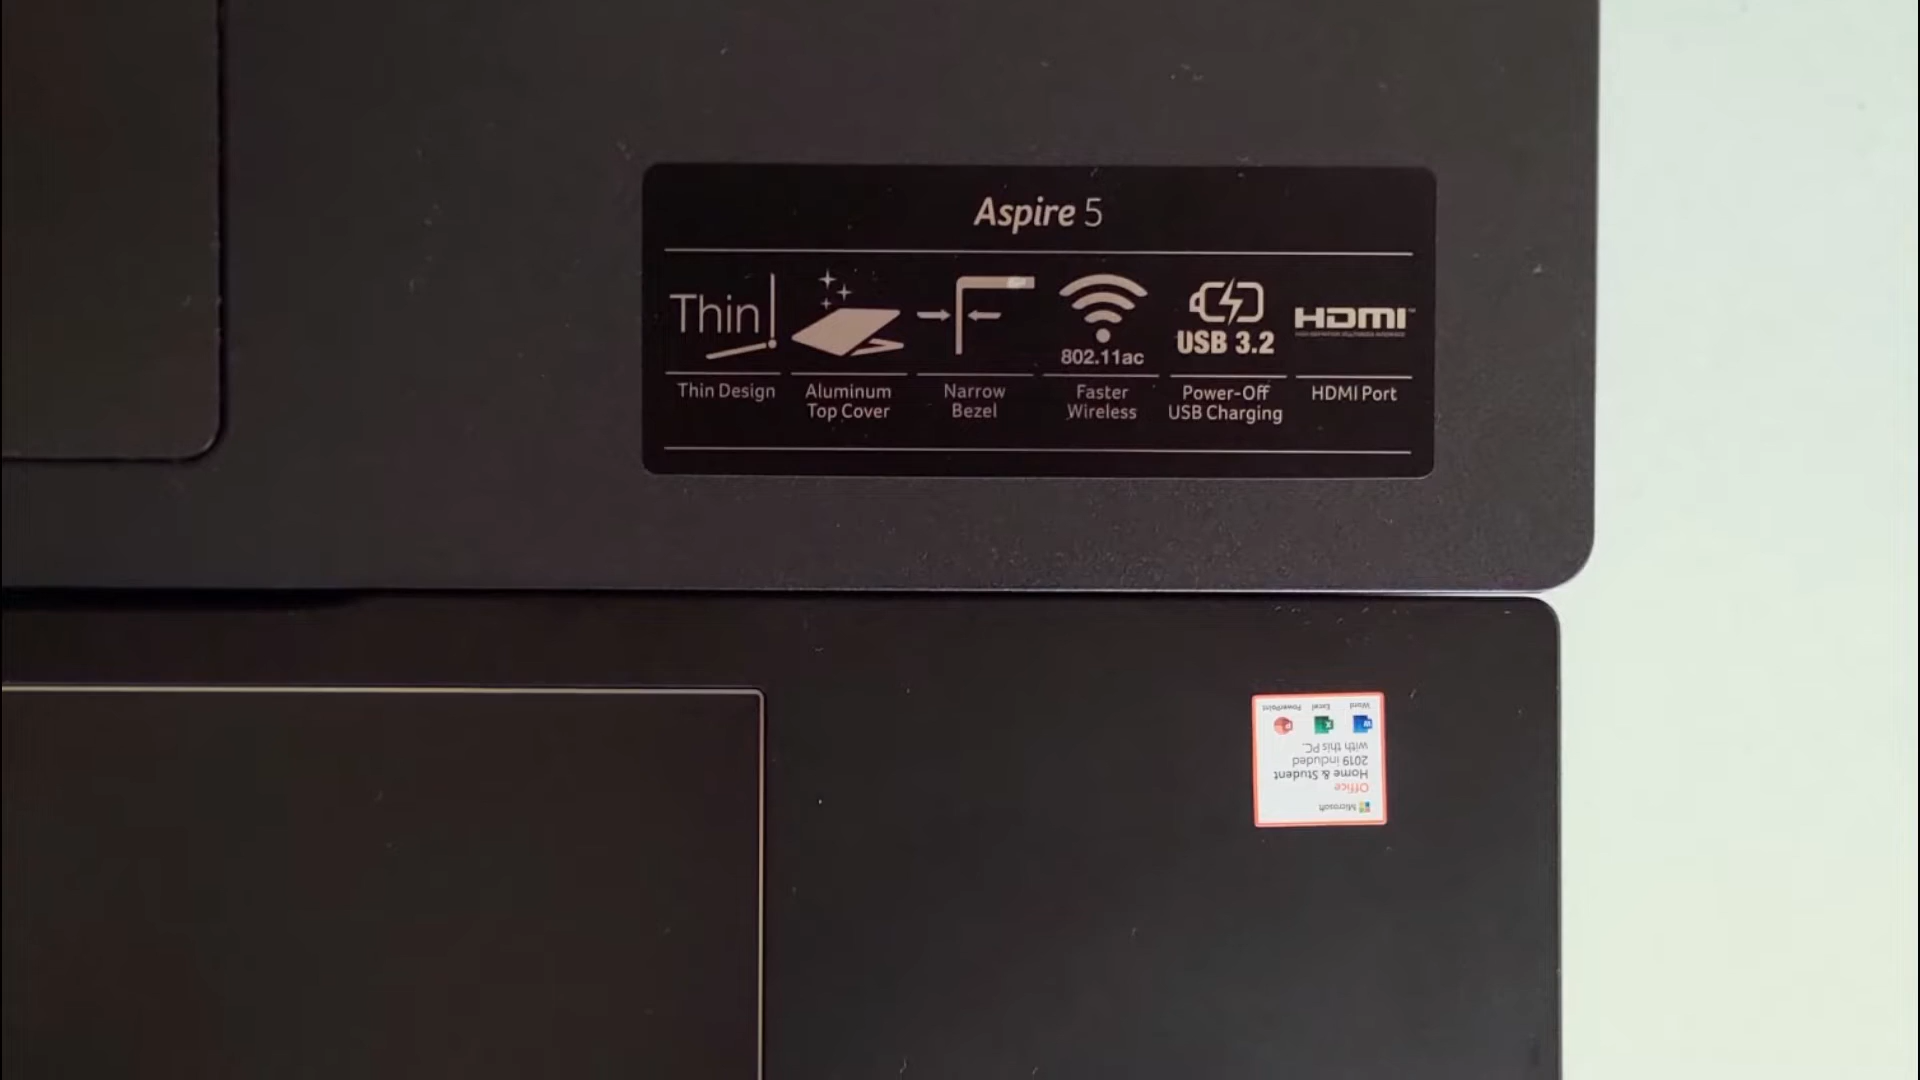 Aspire 5
Thin
802.11ac
USB 3.2
HDMI
Thin Design
Aluminum
Top Cover
Narrow
Bezel
Faster
Wireless
Power-Off
USB Charging
HDMI Port
Microsoft
Office
Home & Student
2019 included
with this PC.
Word Excel PowerPoint